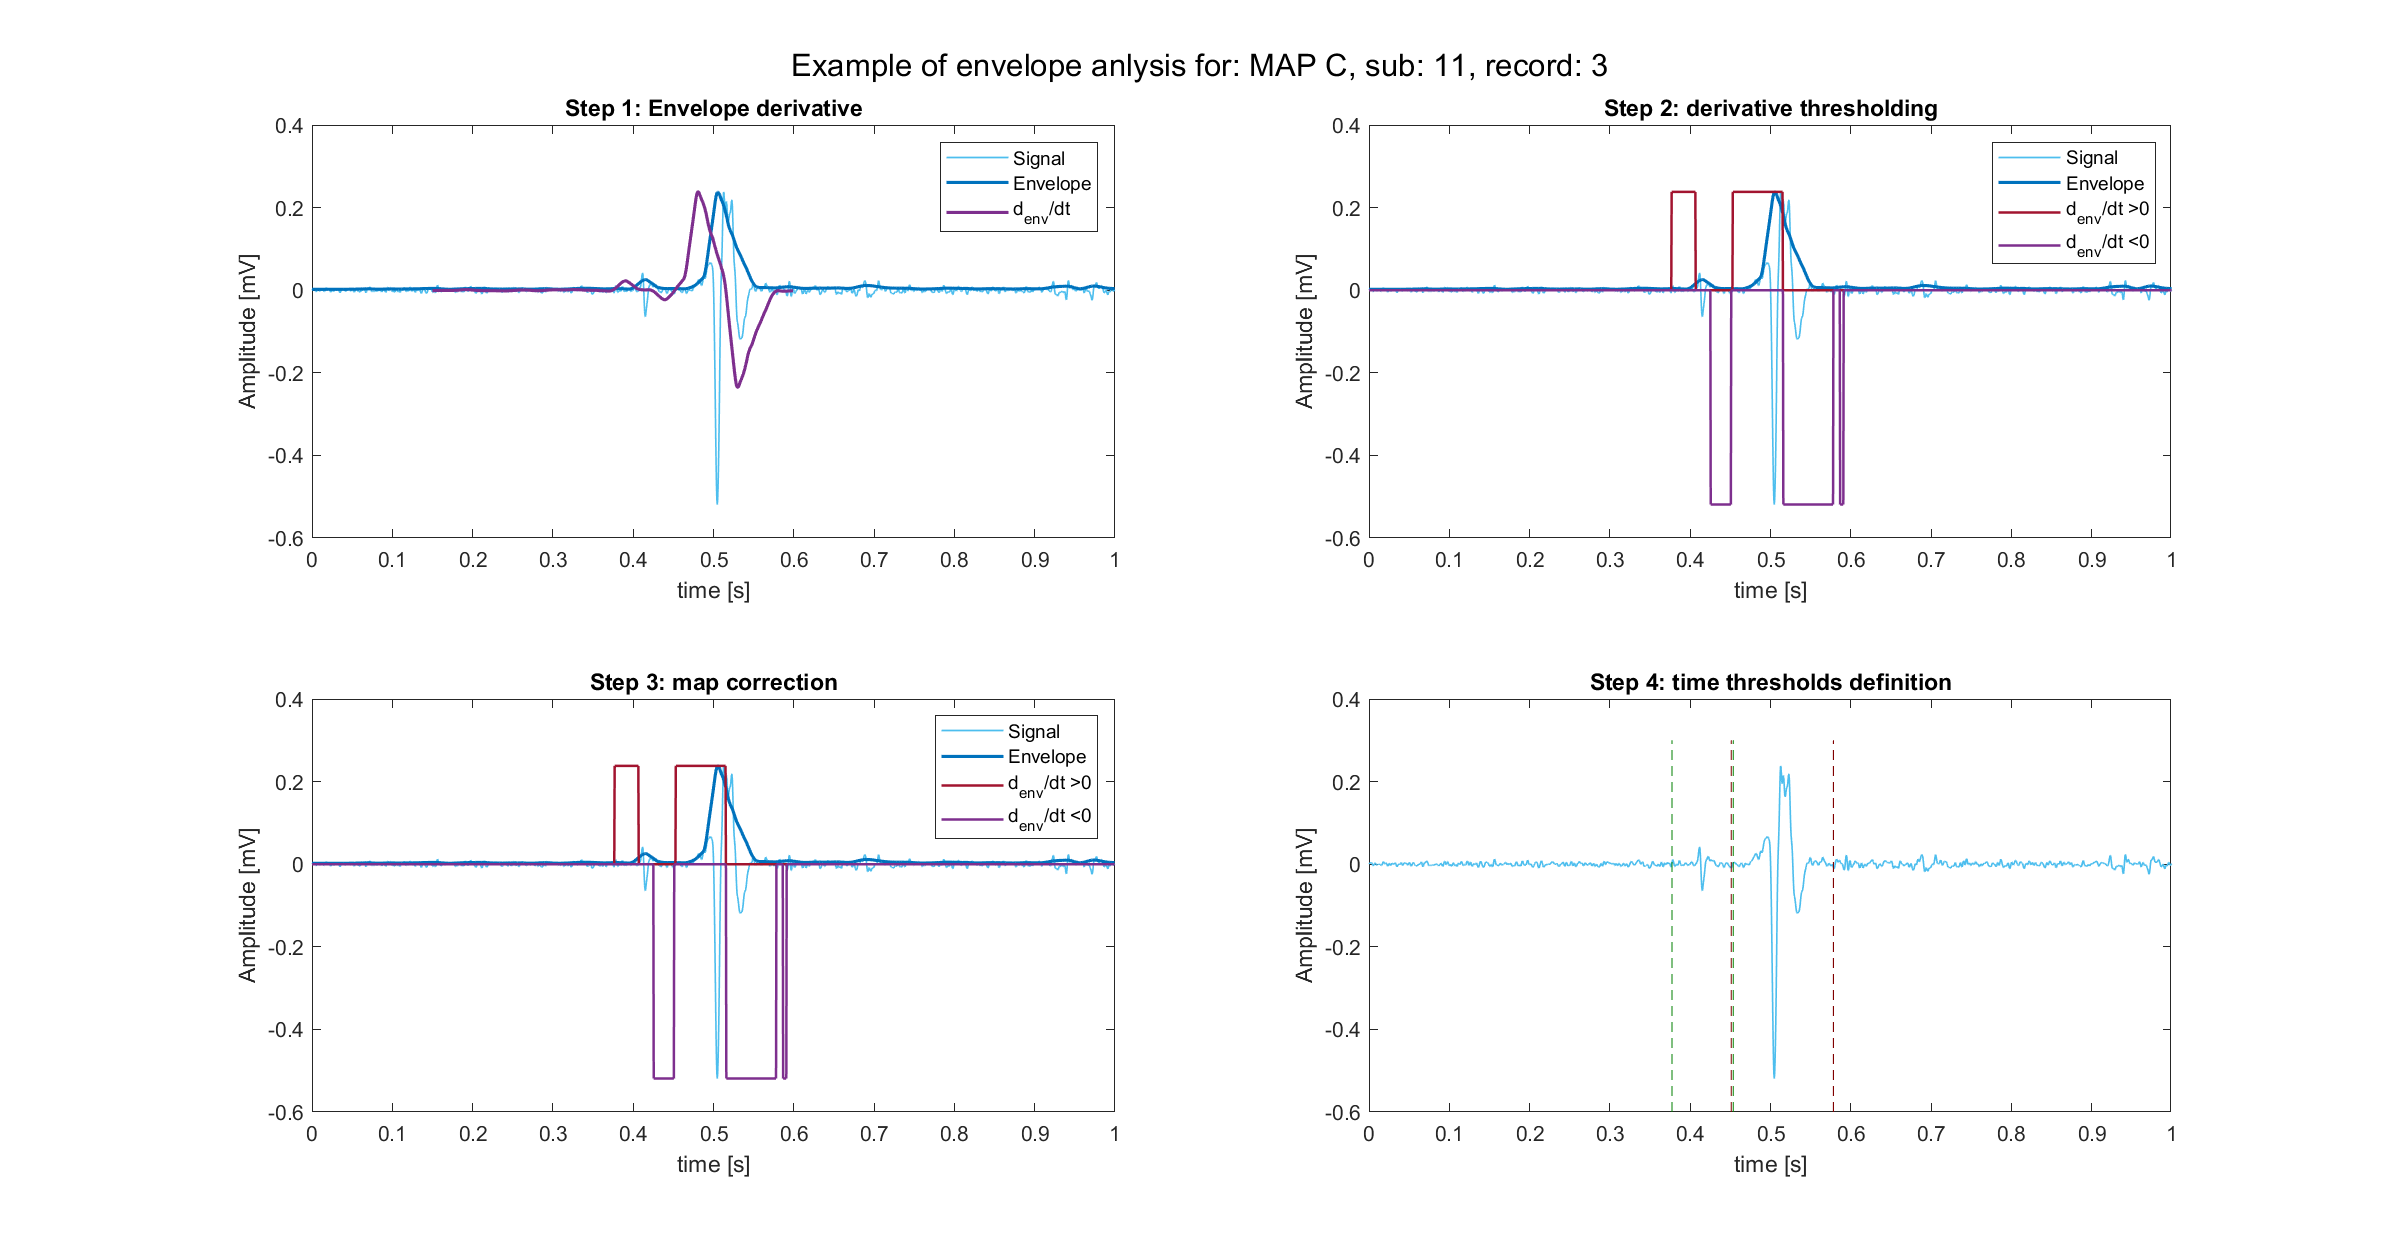 Example of envelope anlysis for: MAP C, sub: 11, record: 3
Step 1: Envelope derivative
0.4
0.2
0
-0.2
-0.4
-0.6
Amplitude [mV]
Signal
Envelope
d_env/dt
0 0.1 0.2 0.3 0.4 0.5 0.6 0.7 0.8 0.9 1
time [s]
Step 2: derivative thresholding
0.4
0.2
0
-0.2
-0.4
-0.6
Amplitude [mV]
Signal
Envelope
d_env/dt >0
d_env/dt <0
0 0.1 0.2 0.3 0.4 0.5 0.6 0.7 0.8 0.9 1
time [s]
Step 3: map correction
0.4
0.2
0
-0.2
-0.4
-0.6
Amplitude [mV]
Signal
Envelope
d_env/dt >0
d_env/dt <0
0 0.1 0.2 0.3 0.4 0.5 0.6 0.7 0.8 0.9 1
time [s]
Step 4: time thresholds definition
0.4
0.2
0
-0.2
-0.4
-0.6
Amplitude [mV]
0 0.1 0.2 0.3 0.4 0.5 0.6 0.7 0.8 0.9 1
time [s]